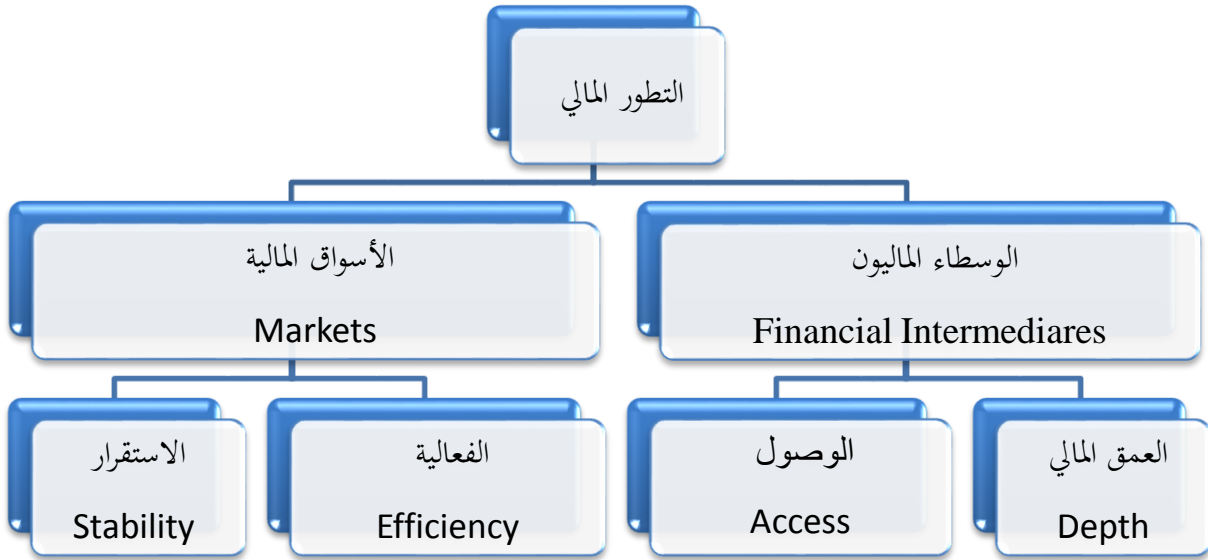 التطور المالي
الوسطاء الماليون
Financial Intermediares
الأسواق المالية
Markets
العمق المالي
Depth
الوصول
Access
الفعالية
Efficiency
الاستقرار
Stability